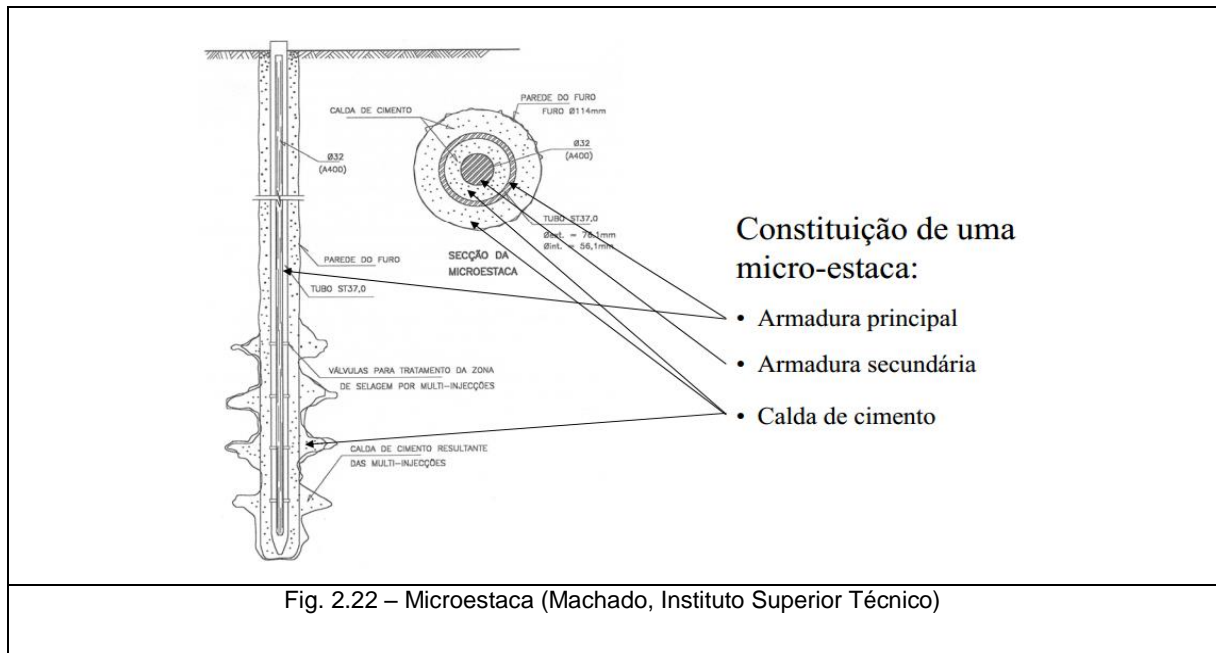 CALDA DE CIMENTO
PAREDE DO FURO
FURO Ø114mm
Ø32
(A400)
Ø32
(A400)
TUBO ST37,0
Øext. = 76,1mm
Øint. = 56,1mm
SECÇÃO DA
MICROESTACA
PAREDE DO FURO
TUBO ST37,0
VÁLVULAS PARA TRATAMENTO DA ZONA
DE SELAGEM POR MULTI-INJECÇÕES
CALDA DE CIMENTO RESULTANTE
DAS MULTI-INJECÇÕES
Constituição de uma
micro-estaca:
• Armadura principal
• Armadura secundária
• Calda de cimento
Fig. 2.22 – Microestaca (Machado, Instituto Superior Técnico)